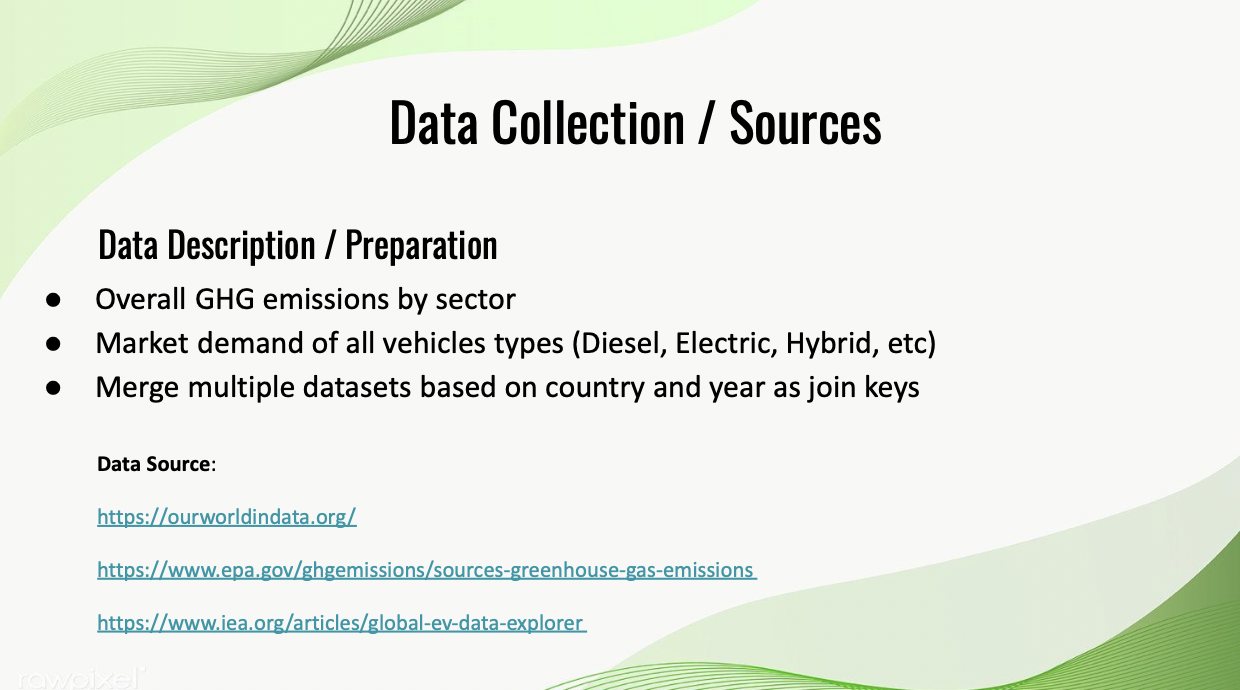 Data Collection / Sources
Data Description / Preparation
● Overall GHG emissions by sector
● Market demand of all vehicles types (Diesel, Electric, Hybrid, etc)
● Merge multiple datasets based on country and year as join keys
Data Source:
https://ourworldindata.org/
https://www.epa.gov/ghgemissions/sources-greenhouse-gas-emissions
https://www.iea.org/articles/global-ev-data-explorer
rawpixel